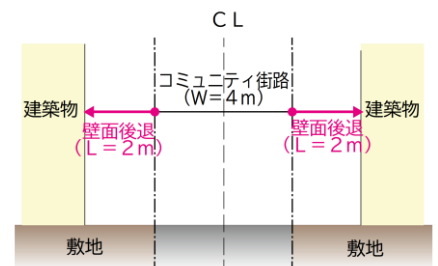 ＣＬ
コミュニティ街路
（Ｗ＝４ｍ）
建築物
建築物
壁面後退
（Ｌ＝２ｍ）
壁面後退
（Ｌ＝２ｍ）
敷地
敷地